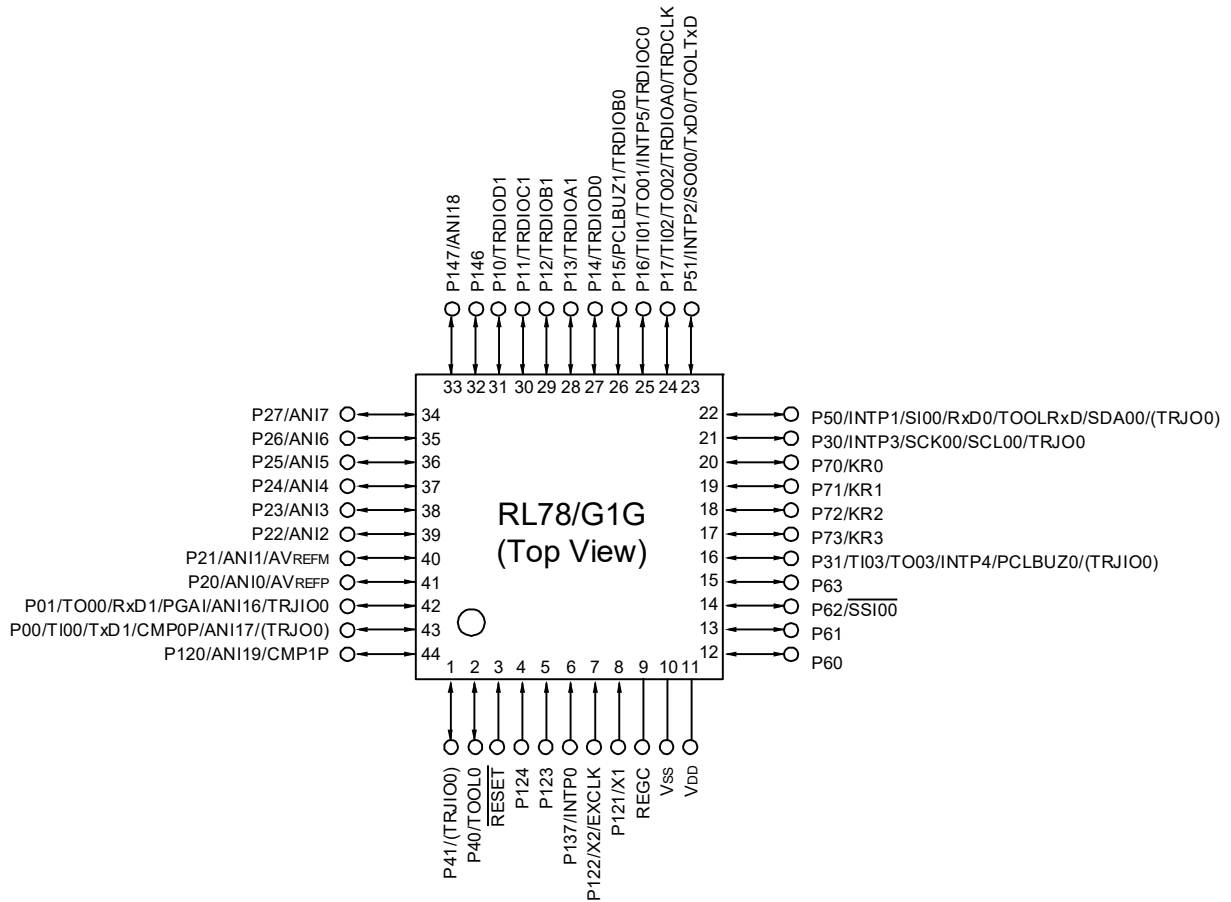 P147/ANI18
P146
P10/TRDIOD1
P11/TRDIOC1
P12/TRDIOB1
P13/TRDIOA1
P14/TRDIOD0
P15/PCLBUZ1/TRDIOB0
P16/TI01/TO01/INTP5/TRDIOC0
P17/TI02/TO02/TRDIOA0/TRDCLK
P51/INTP2/SO00/TxD0/TOOLTxD
33 32 31 30 29 28 27 26 25 24 23
P27/ANI7 34
P26/ANI6 35
P25/ANI5 36
P24/ANI4 37
P23/ANI3 38
P22/ANI2 39
P21/ANI1/AVREFM 40
P20/ANI0/AVREFP 41
P01/TO00/RxD1/PGAI/ANI16/TRJIO0 42
P00/TI00/TxD1/CMP0P/ANI17/(TRJO0) 43
P120/ANI19/CMP1P 44
RL78/G1G
(Top View)
22 P50/INTP1/SI00/RxD0/TOOLRxD/SDA00/(TRJO0)
21 P30/INTP3/SCK00/SCL00/TRJO0
20 P70/KR0
19 P71/KR1
18 P72/KR2
17 P73/KR3
16 P31/TI03/TO03/INTP4/PCLBUZ0/(TRJIO0)
15 P63
14 P62/SSI00
13 P61
12 P60
1 2 3 4 5 6 7 8 9 10 11
P41/(TRJIO0)
P40/TOOL0
RESET
P124
P123
P137/INTP0
P122/X2/EXCLK
P121/X1
REGC
VSS
VDD